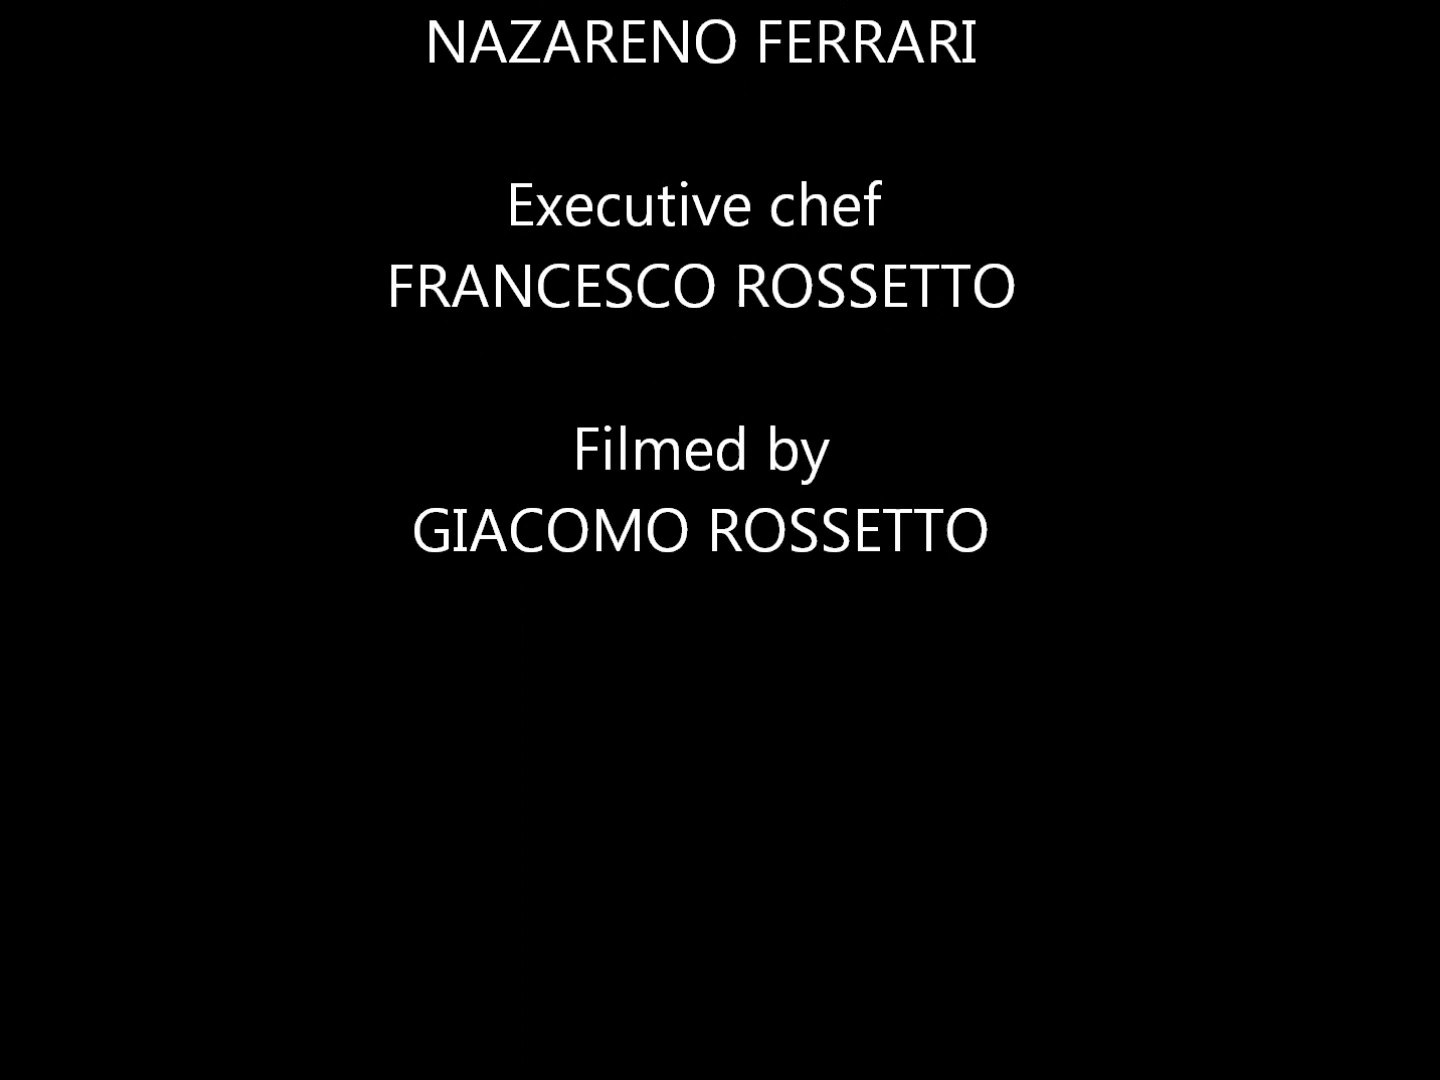 NAZARENO FERRARI
Executive chef
FRANCESCO ROSSETTO
Filmed by
GIACOMO ROSSETTO